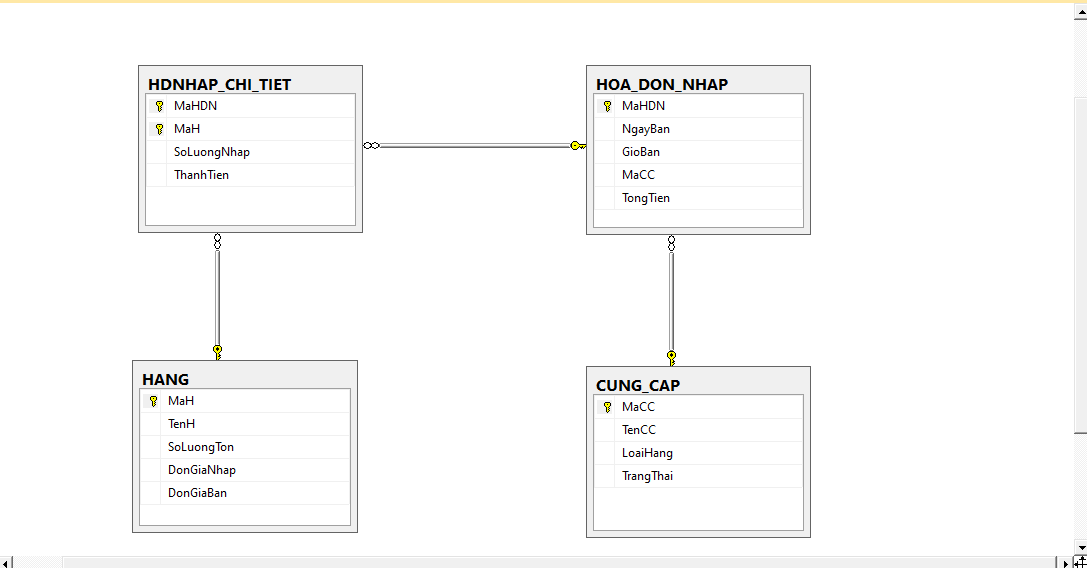 HDNHAP_CHI_TIET
MaHDN
MaH
SoLuongNhap
ThanhTien
HOA_DON_NHAP
MaHDN
NgayBan
GioBan
MaCC
TongTien
HANG
MaH
TenH
SoLuongTon
DonGiaNhap
DonGiaBan
CUNG_CAP
MaCC
TenCC
LoaiHang
TrangThai